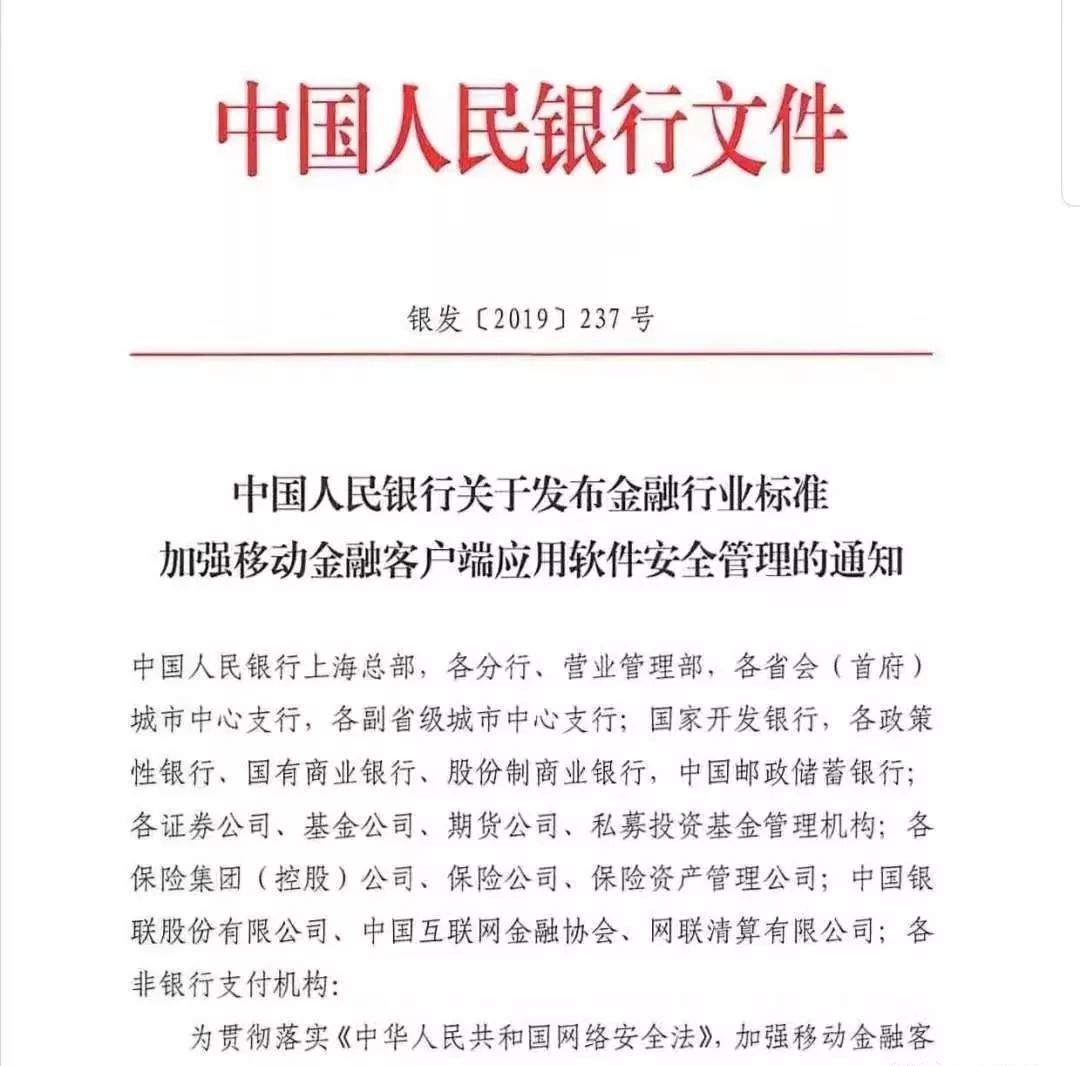 中国人民银行文件
银发〔2019〕237 号
中国人民银行关于发布金融行业标准
加强移动金融客户端应用软件安全管理的通知
中国人民银行上海总部，各分行、营业管理部，各省会（首府）
城市中心支行，各副省级城市中心支行；国家开发银行，各政策
性银行、国有商业银行、股份制商业银行，中国邮政储蓄银行；
各证券公司、基金公司、期货公司、私募投资基金管理机构；各
保险集团（控股）公司、保险公司、保险资产管理公司；中国银
联股份有限公司、中国互联网金融协会、网联清算有限公司；各
非银行支付机构：
为贯彻落实《中华人民共和国网络安全法》，加强移动金融客